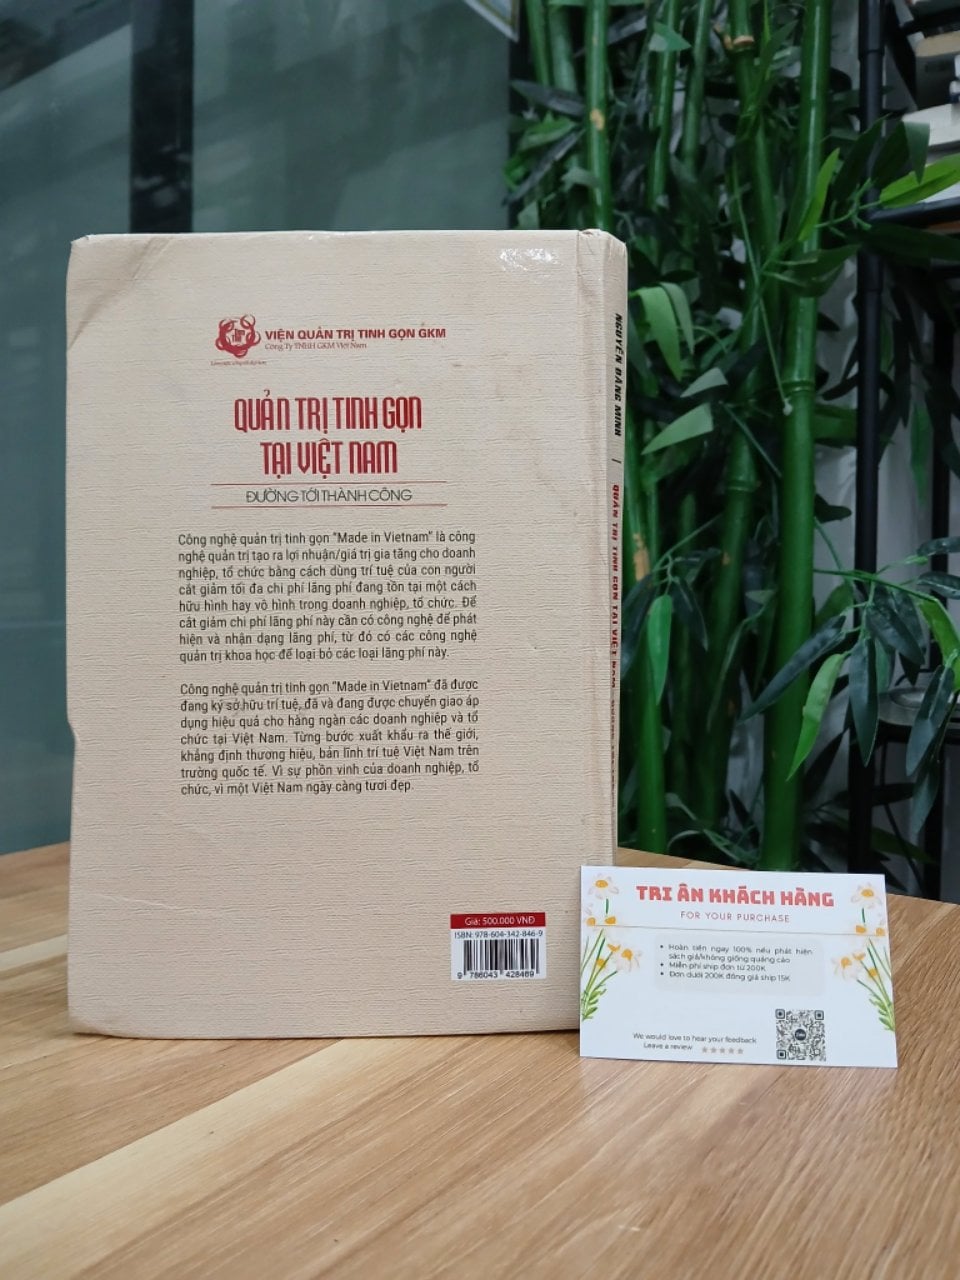 VIỆN QUẢN TRỊ TINH GỌN GKM
Công Ty TNHH GKM Việt Nam
QUẢN TRỊ TINH GỌN
TẠI VIỆT NAM
ĐƯỜNG TỚI THÀNH CÔNG
Công nghệ quản trị tinh gọn “Made in Vietnam” là công
nghệ quản trị tạo ra lợi nhuận/giá trị gia tăng cho doanh
nghiệp, tổ chức bằng cách dùng trí tuệ của con người
cắt giảm tối đa chi phí lãng phí đang tồn tại một cách
hữu hình hay vô hình trong doanh nghiệp, tổ chức. Để
cắt giảm chi phí lãng phí này cần có công nghệ để phát
hiện và nhận dạng lãng phí, từ đó có các công nghệ
quản trị khoa học để loại bỏ các loại lãng phí này.
Công nghệ quản trị tinh gọn “Made in Vietnam” đã được
đăng ký sở hữu trí tuệ, đã và đang được chuyển giao áp
dụng hiệu quả cho hàng ngàn các doanh nghiệp và tổ
chức tại Việt Nam. Từng bước xuất khẩu ra thế giới,
khẳng định thương hiệu, bản lĩnh trí tuệ Việt Nam trên
trường quốc tế. Vì sự phồn vinh của doanh nghiệp, tổ
chức, vì một Việt Nam ngày càng tươi đẹp.
Giá: 500.000 VNĐ
ISBN: 978-604-342-846-9
9 786043 428469
NGUYỄN ĐĂNG MINH | QUẢN TRỊ TINH GỌN TẠI VIỆT NAM
TRI ÂN KHÁCH HÀNG
FOR YOUR PURCHASE
• Hoàn tiền ngay 100% nếu phát hiện
sách giả/không giống quảng cáo
• Miễn phí ship đơn từ 200K
• Đơn dưới 200K đồng giá ship 15K
We would love to hear your feedback
Leave a review